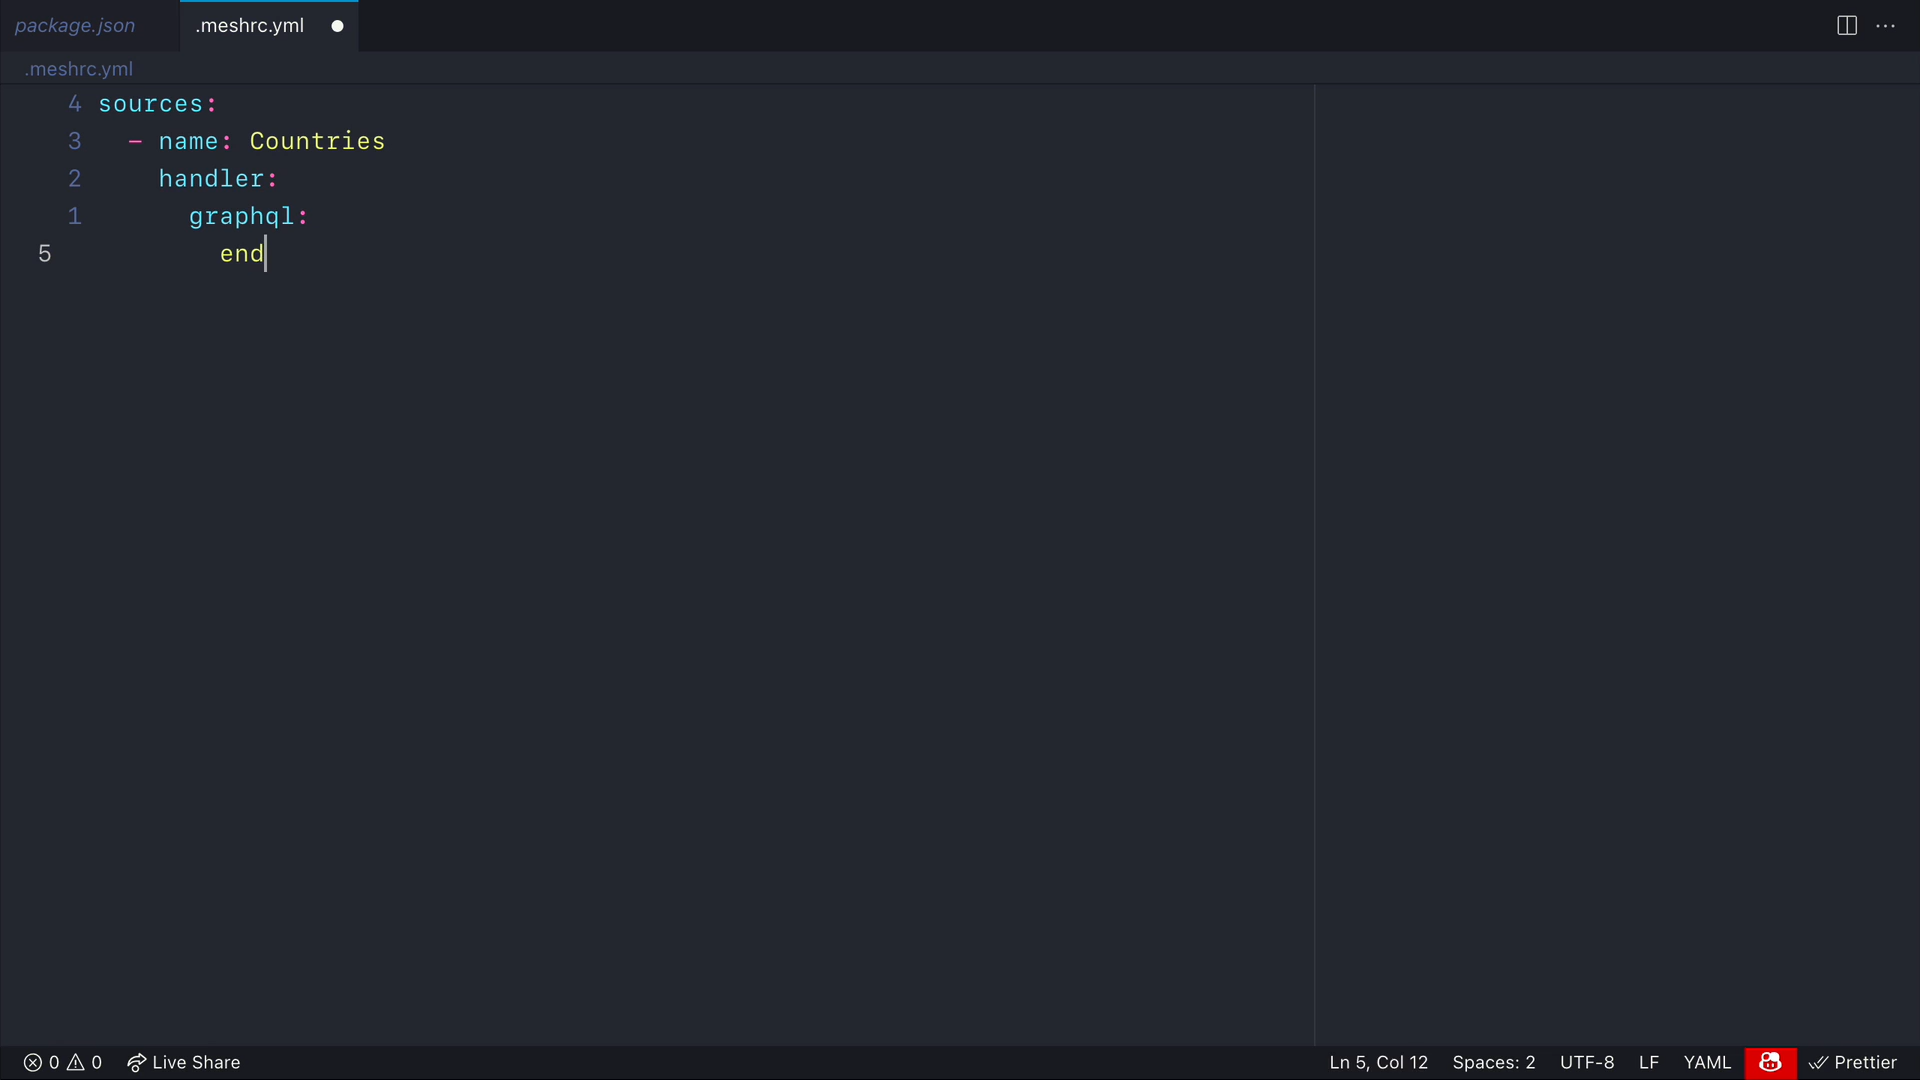 package.json .meshrc.yml
.meshrc.yml
4 sources:
3 - name: Countries
2 handler:
1 graphql:
5 end
0 0 Live Share Ln 5, Col 12 Spaces: 2 UTF-8 LF YAML Prettier